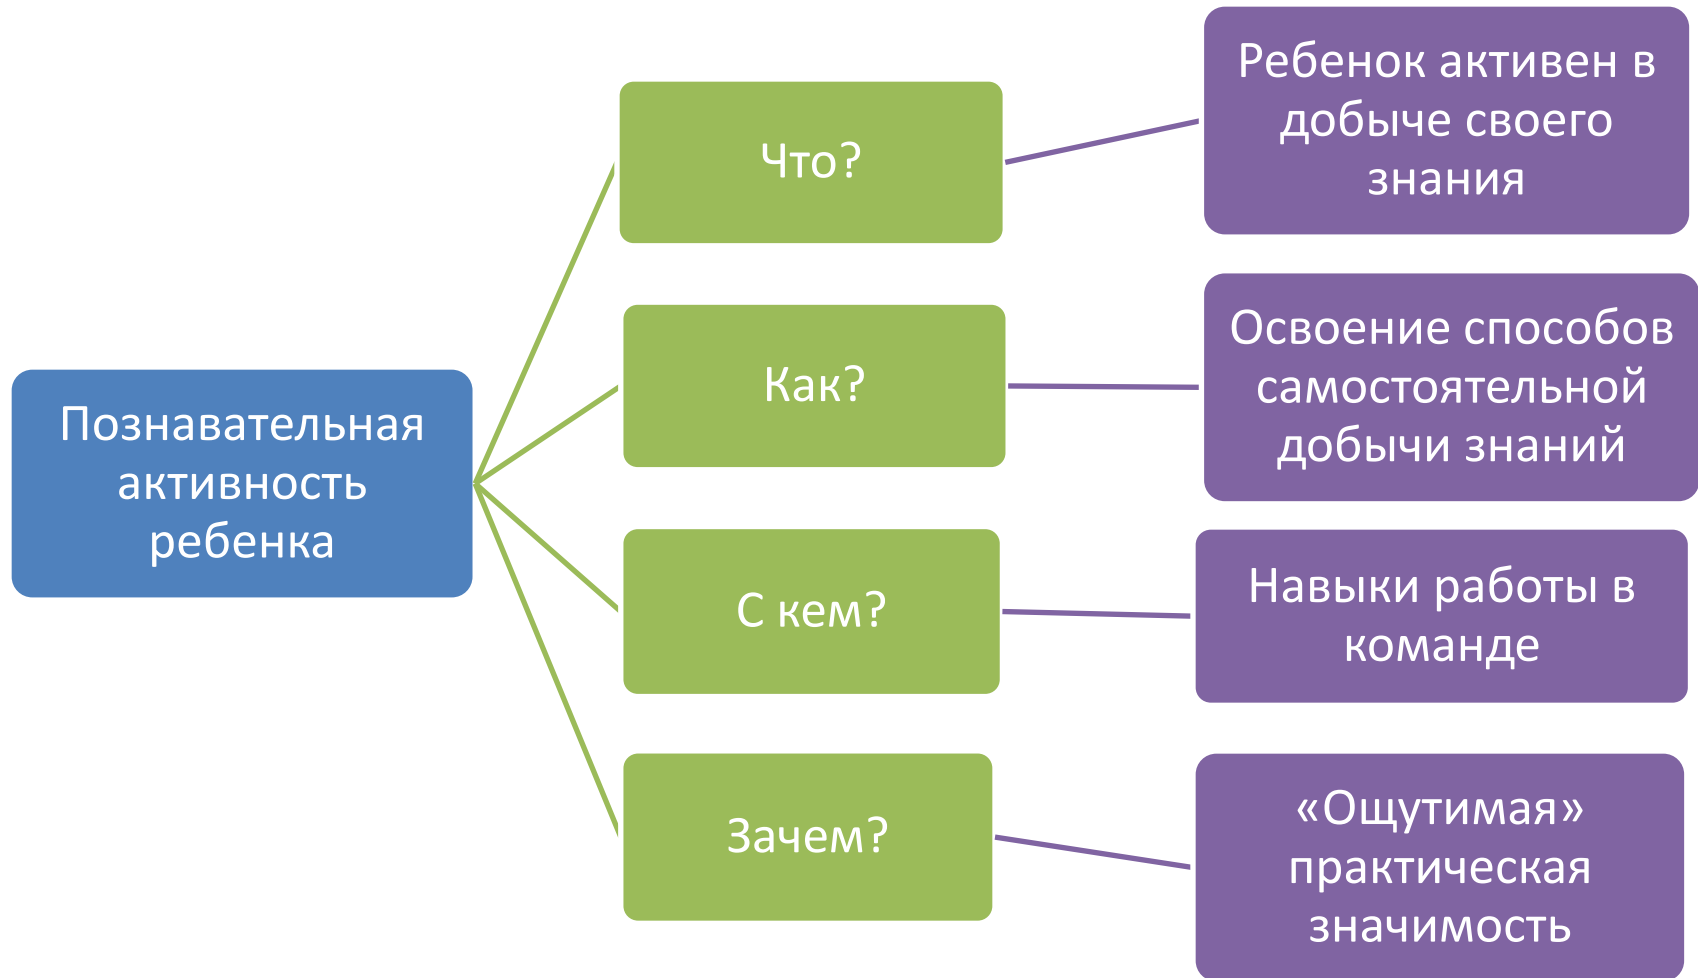 Познавательная
активность
ребенка
Что?
Ребенок активен в
добыче своего
знания
Как?
Освоение способов
самостоятельной
добычи знаний
С кем?
Навыки работы в
команде
Зачем?
«Ощутимая»
практическая
значимость